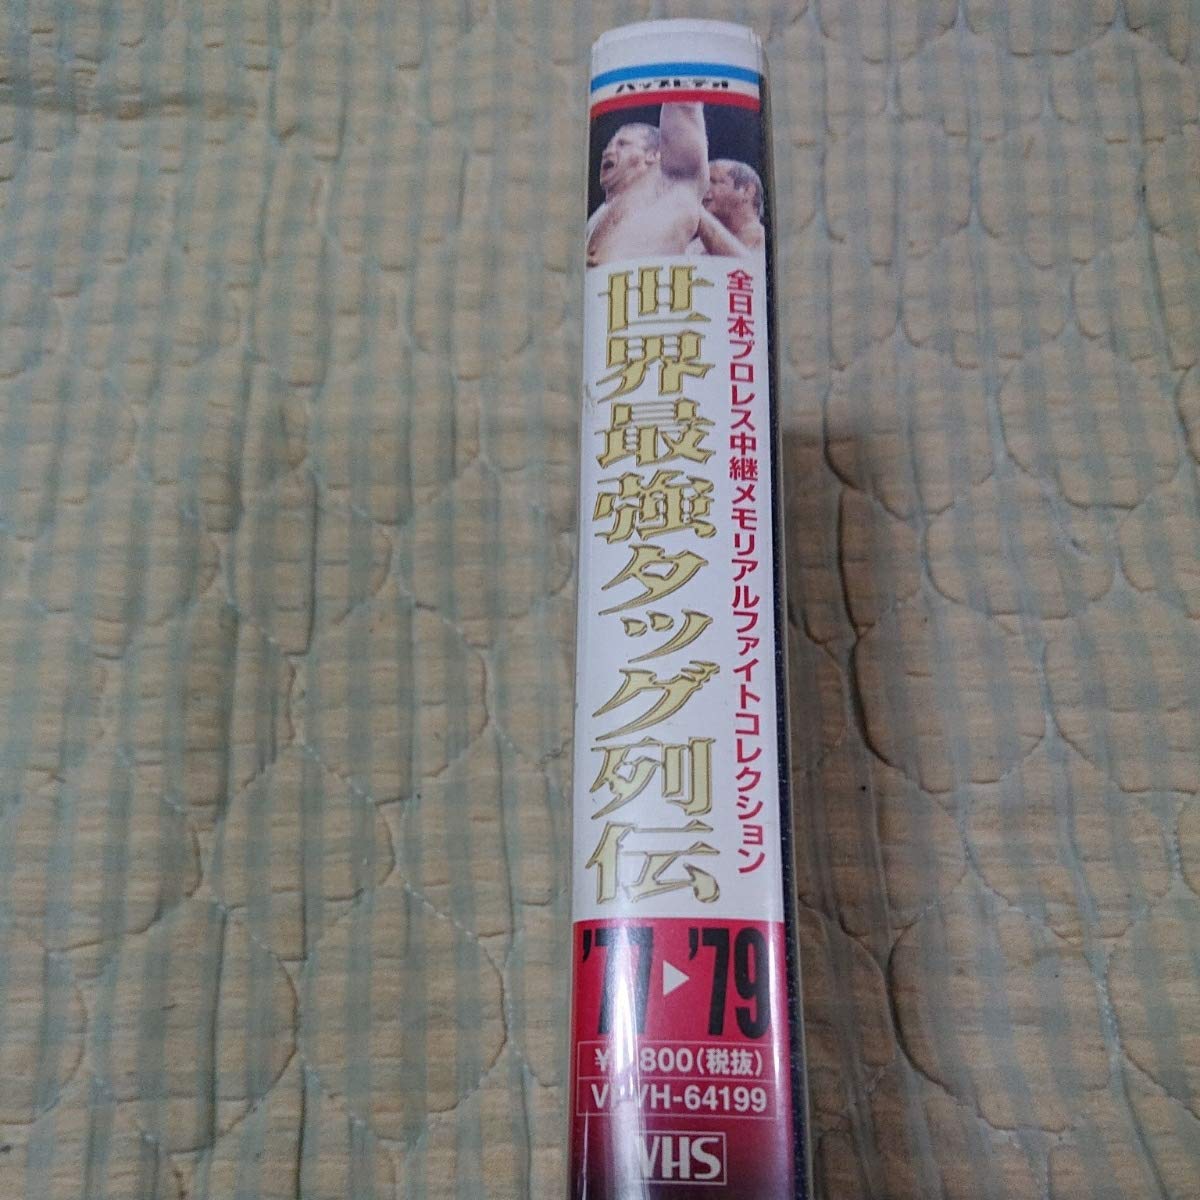 バップビデオ
全日本プロレス中継メモリアルファイトコレクション
世界最強タッグ列伝
'77▶'79
800(税抜)
VH-64199
VHS